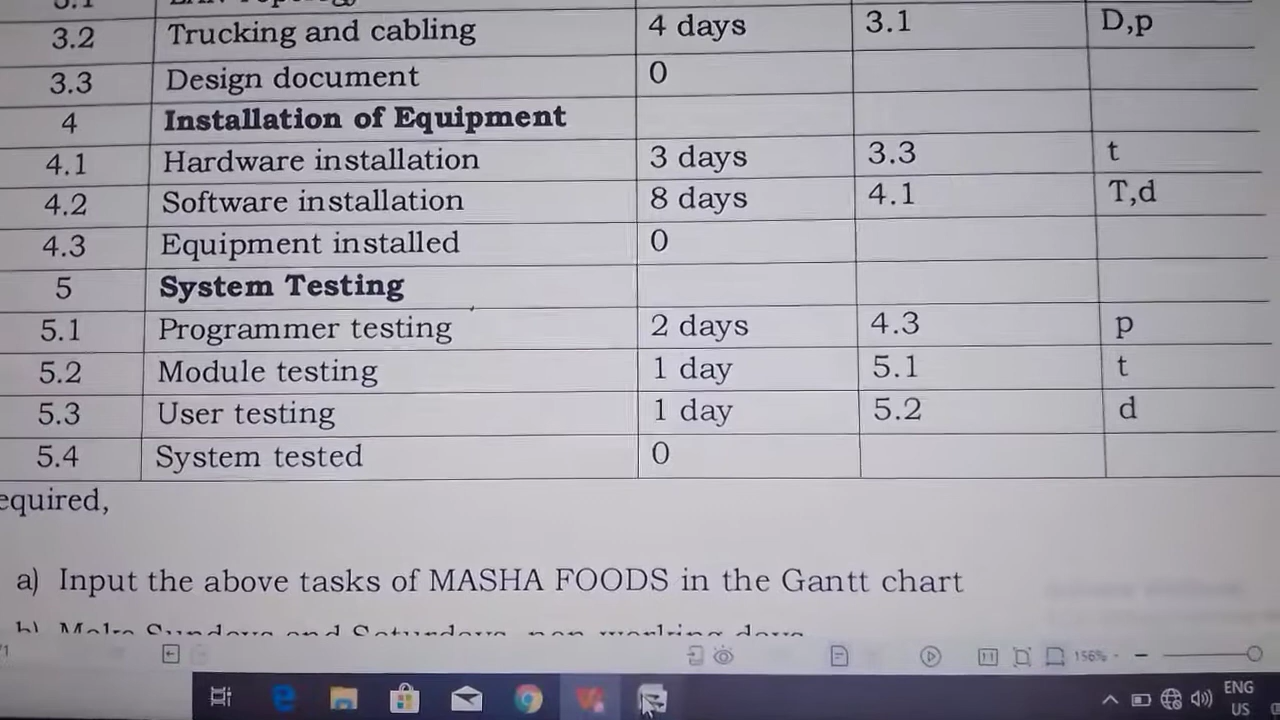 3.2 Trucking and cabling 4 days 3.1 D,p
3.3 Design document 0
4 Installation of Equipment
4.1 Hardware installation 3 days 3.3 t
4.2 Software installation 8 days 4.1 T,d
4.3 Equipment installed 0
5 System Testing
5.1 Programmer testing 2 days 4.3 p
5.2 Module testing 1 day 5.1 t
5.3 User testing 1 day 5.2 d
5.4 System tested 0
equired,
a) Input the above tasks of MASHA FOODS in the Gantt chart
156%
ENG
US